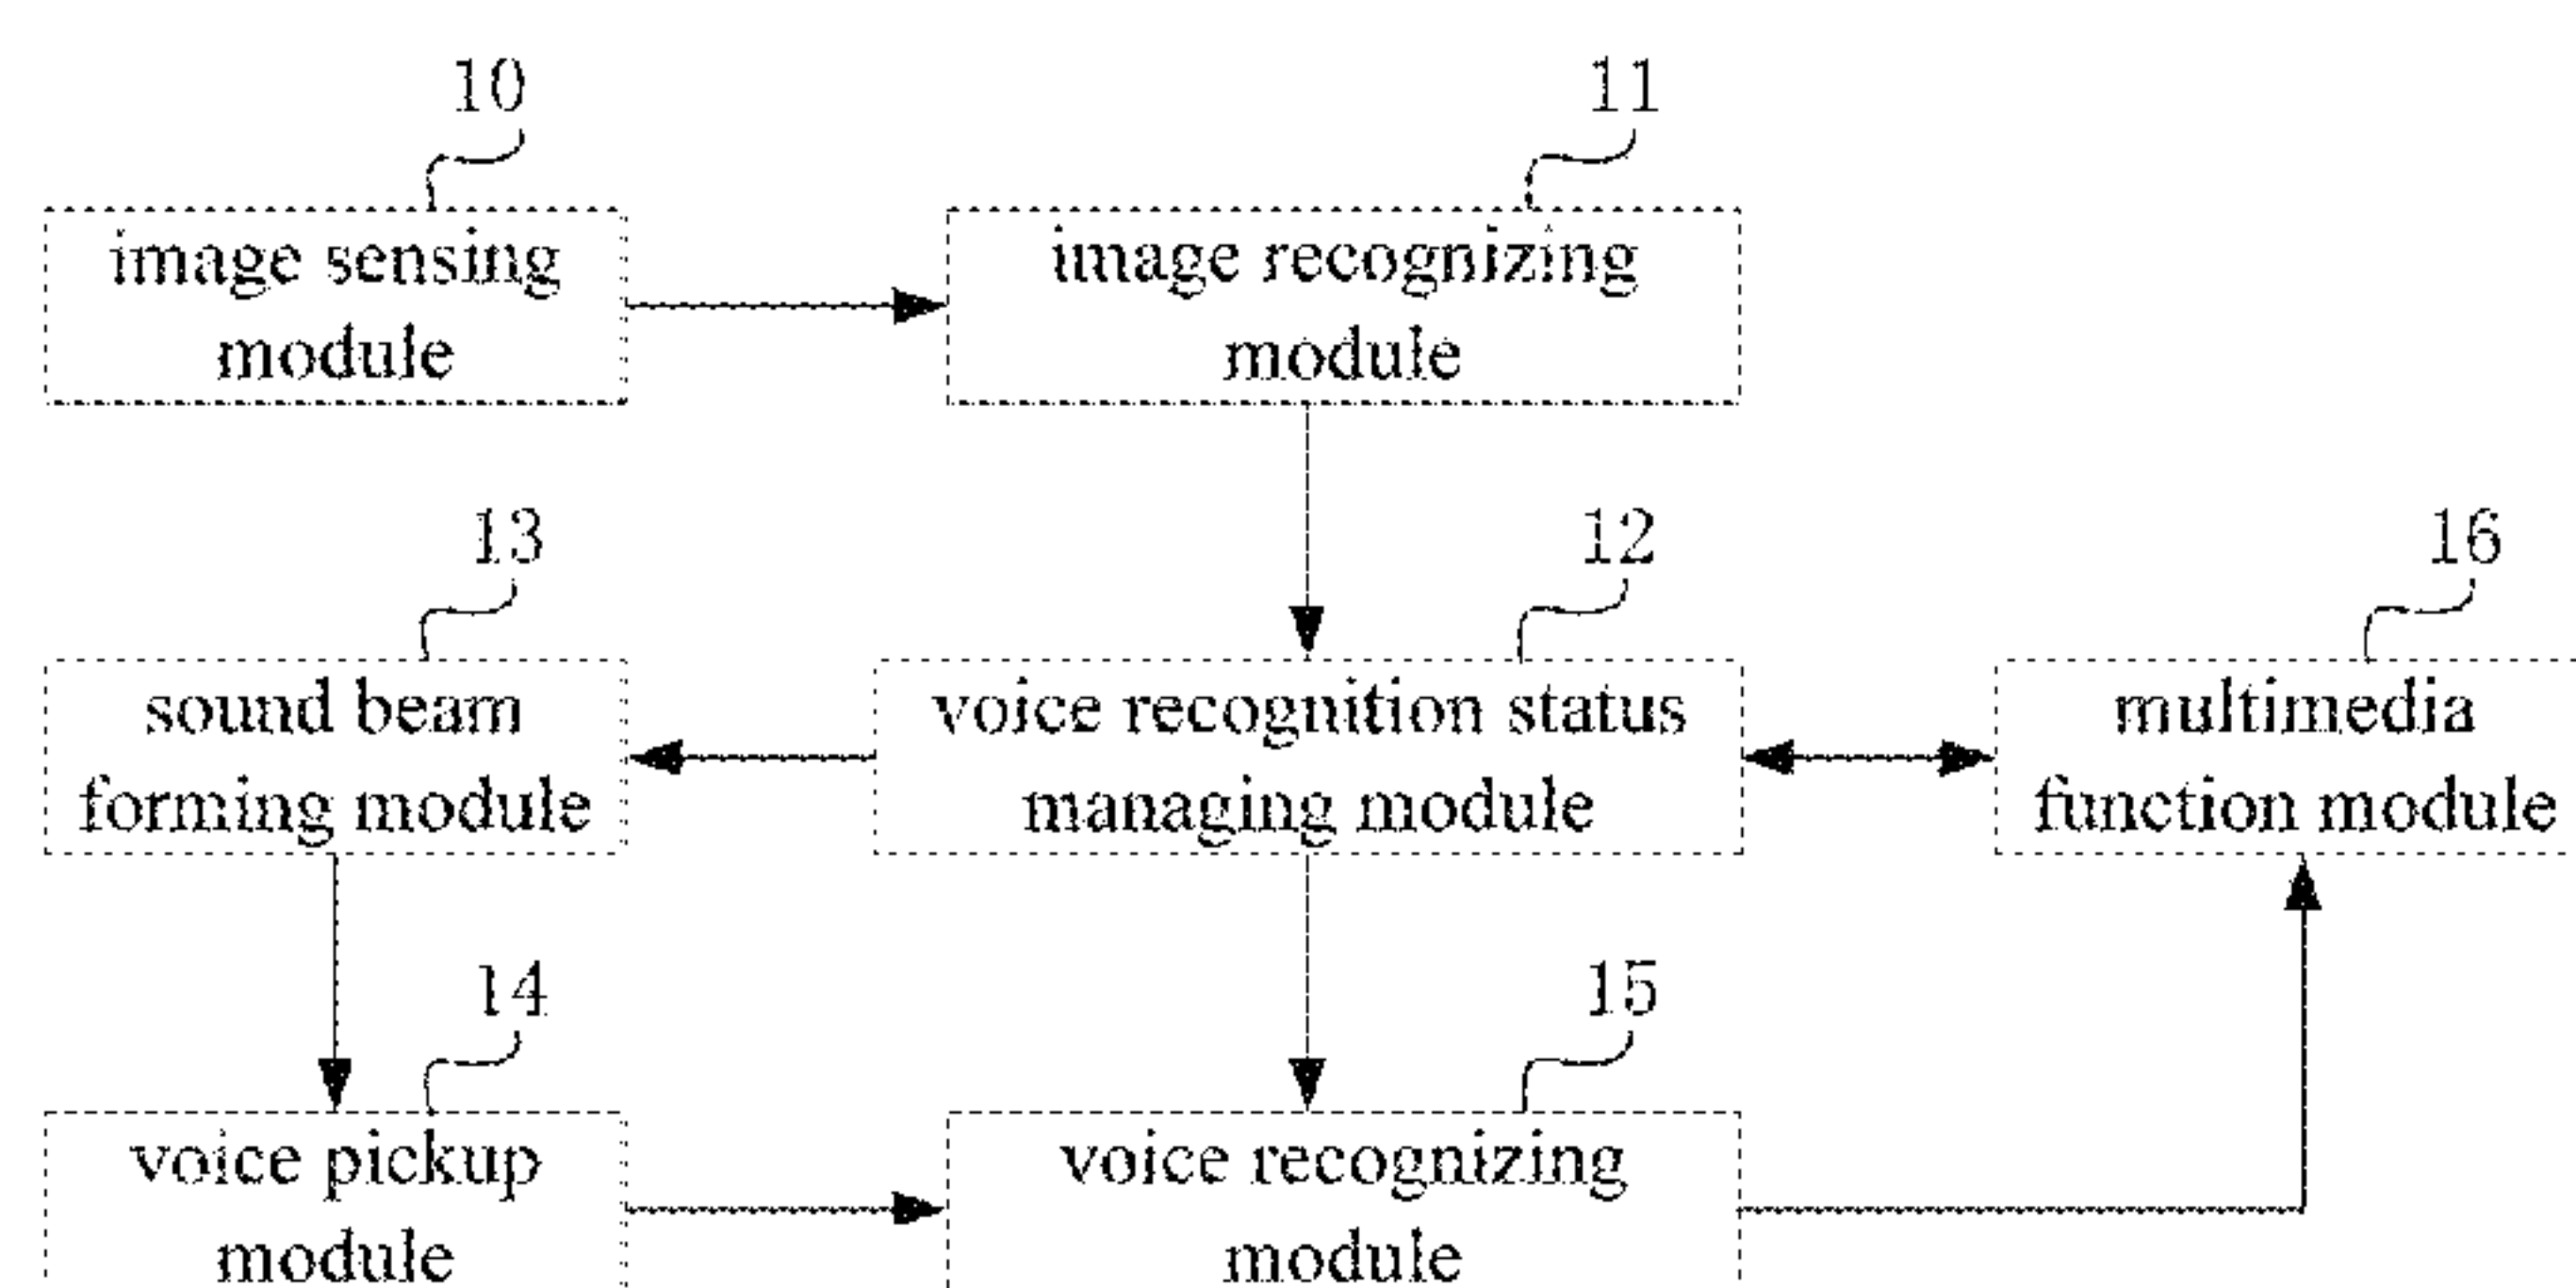 10
11
image sensing
module
image recognizing
module
13
12
16
sound beam
forming module
voice recognition status
managing module
multimedia
function module
14
15
voice pickup
module
voice recognizing
module